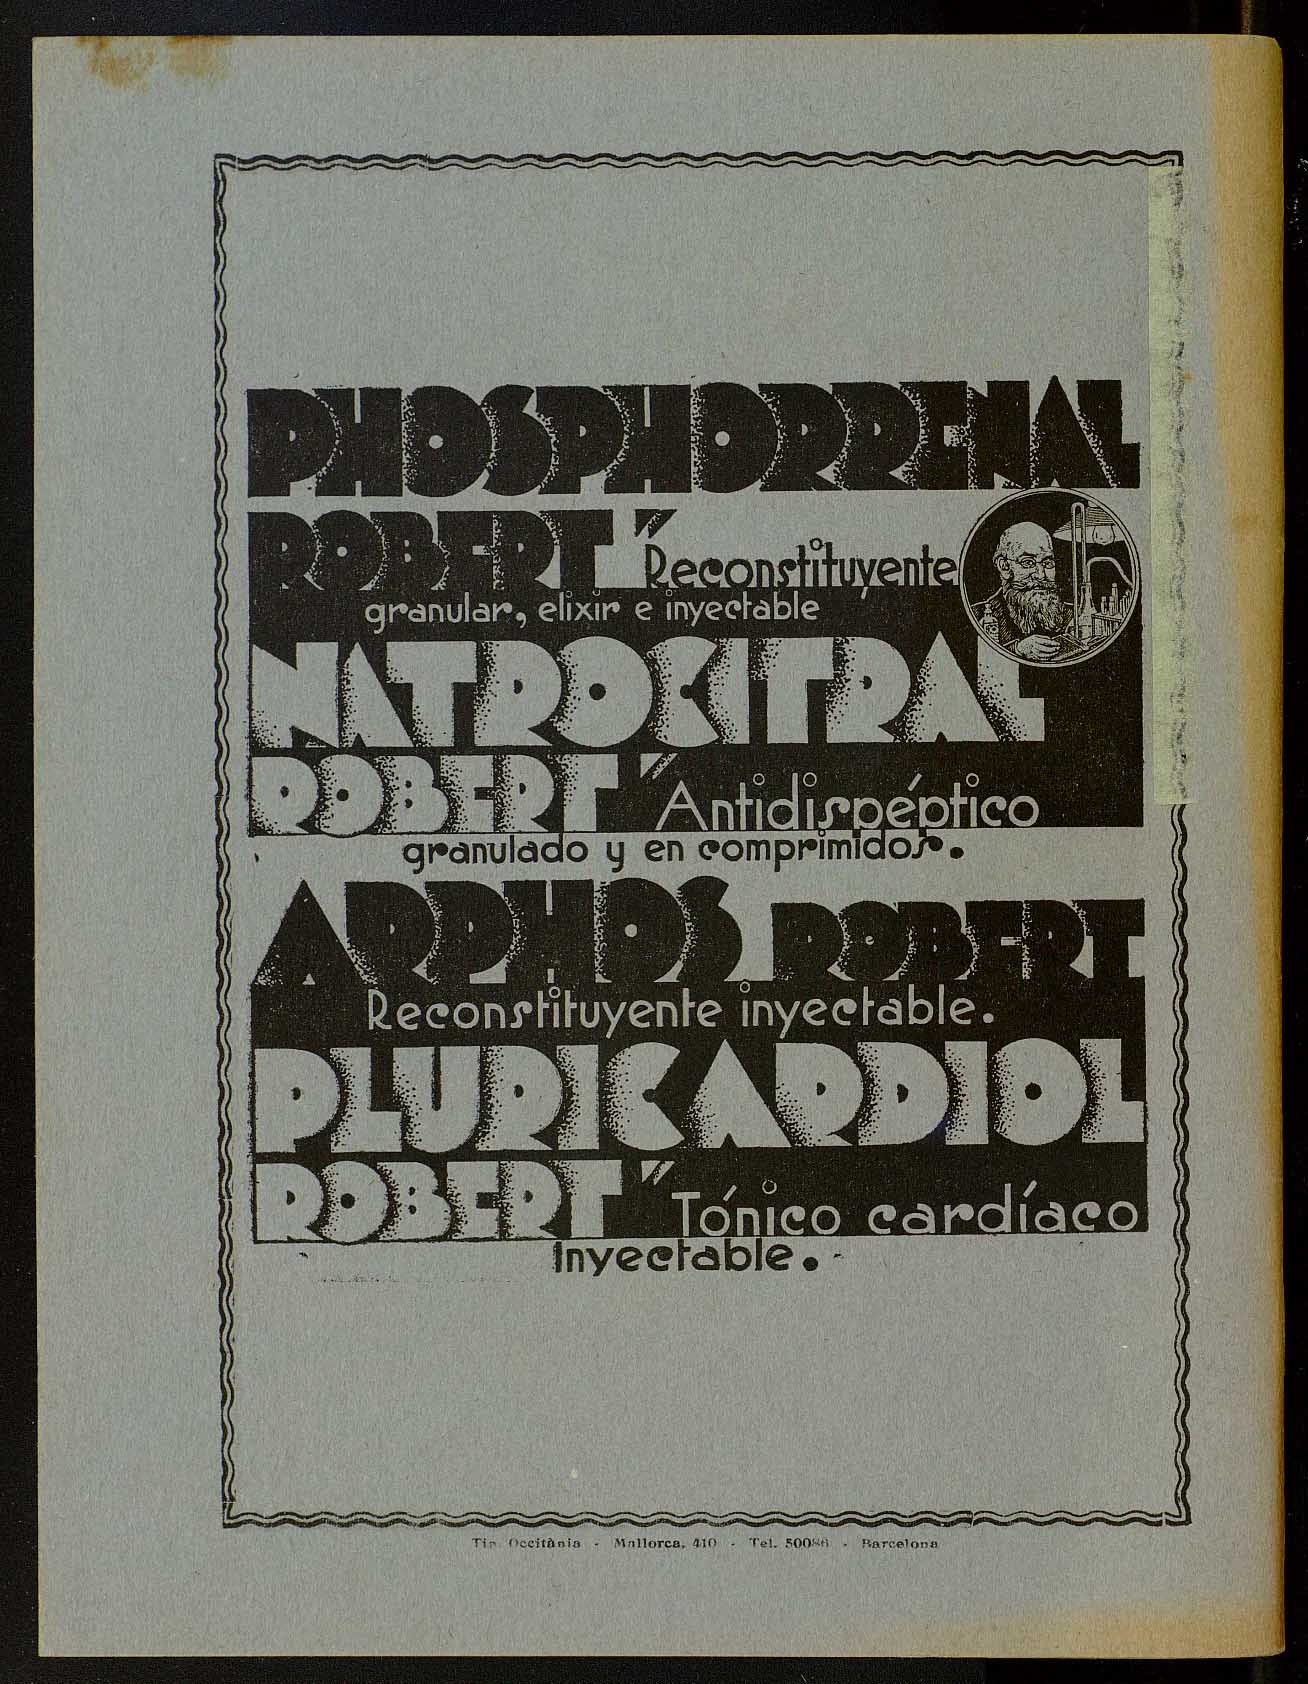 PHOSPHORRENAL
ROBERT " Reconstituyente
granular, elixir e inyectable
NATROCITRAL
ROBERT " Antidispéptico
granulado y en comprimidos.
ARPHOS ROBERT
Reconstituyente inyectable.
PLURICARDIOL
ROBERT " Tónico cardíaco
inyectable.
Tip. Occitània - Mallorca, 410 - Tel. 50086 - Barcelona